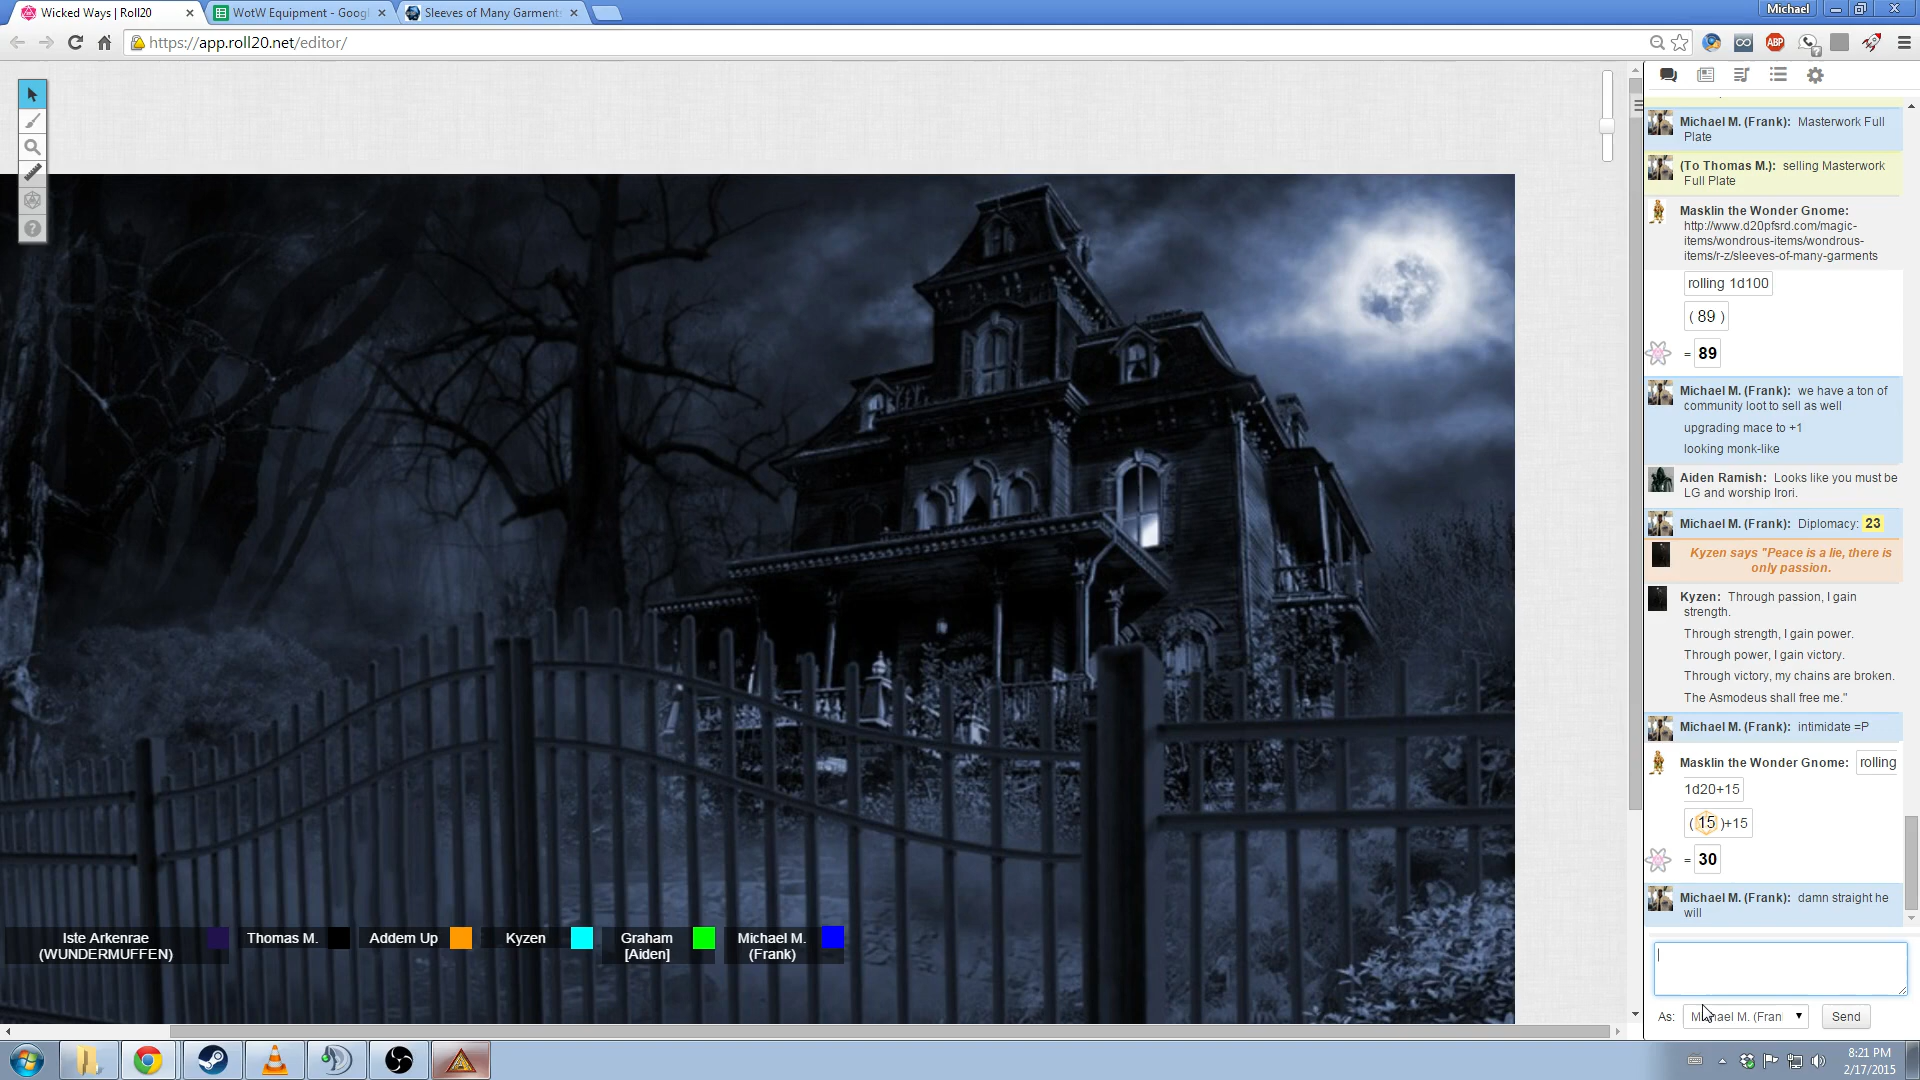 Wicked Ways | Roll20
WotW Equipment - Googl
Sleeves of Many Garments
Michael
https://app.roll20.net/editor/
ABP
Michael M. (Frank): Masterwork Full
Plate
(To Thomas M.): selling Masterwork
Full Plate
Masklin the Wonder Gnome:
http://www.d20pfsrd.com/magic-
items/wondrous-items/wondrous-
items/r-z/sleeves-of-many-garments
rolling 1d100
( 89 )
= 89
Michael M. (Frank): we have a ton of
community loot to sell as well
upgrading mace to +1
looking monk-like
Aiden Ramish: Looks like you must be
LG and worship Irori.
Michael M. (Frank): Diplomacy: 23
Kyzen says "Peace is a lie, there is
only passion.
Kyzen: Through passion, I gain
strength.
Through strength, I gain power.
Through power, I gain victory.
Through victory, my chains are broken.
The Asmodeus shall free me."
Michael M. (Frank): intimidate =P
Masklin the Wonder Gnome: rolling
1d20+15
( 15 )+15
= 30
Michael M. (Frank): damn straight he
will
As: Michael M. (Fran
Send
Iste Arkenrae
(WUNDERMUFFEN)
Thomas M.
Addem Up
Kyzen
Graham
[Aiden]
Michael M.
(Frank)
8:21 PM
2/17/2015